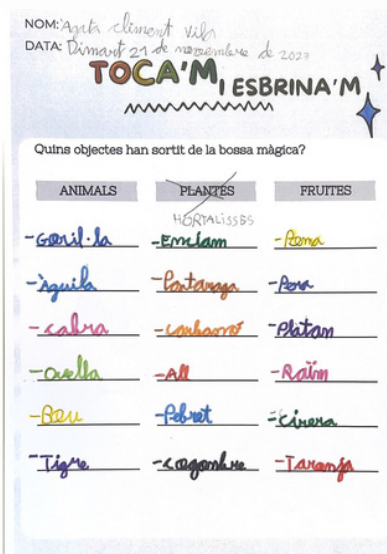 NOM: Agata Climent Vila
DATA: Dimart 21 de novembre de 2023
TOCA'M I ESBRINA'M
Quins objectes han sortit de la bossa màgica?
ANIMALS PLANTES FRUITES
HORTALISSES
-Goril·la -Enciam -Poma
-Àguila -Pastanaga -Pera
-cabra -carbassó -Platan
-ovella -All -Raïm
-Bou -Pebrot -cirera
-Tigre -cogombre -Taronja